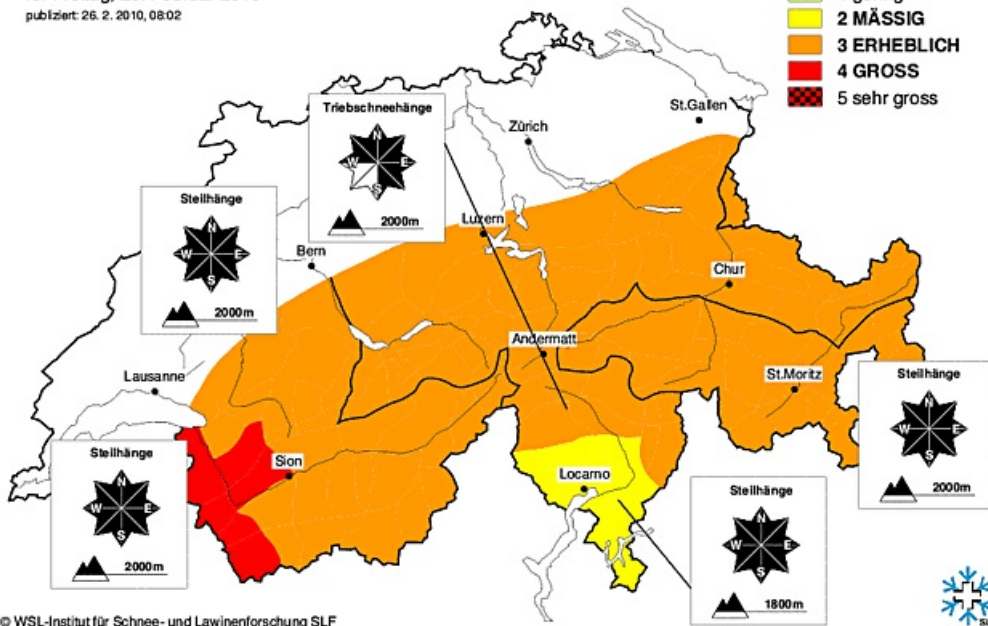 publiziert: 26. 2. 2010, 08:02
2 MÄSSIG
3 ERHEBLICH
4 GROSS
5 sehr gross
Triebschneehänge
N
W E
S
2000m
St.Gallen
Zürich
Steilhänge
N
W E
S
2000m
Luzern
Bern
Chur
Andermatt
Lausanne
St.Moritz
Steilhänge
N
W E
S
2000m
Steilhänge
N
W E
S
2000m
Sion
Locarno
Steilhänge
N
W E
S
1800m
© WSL-Institut für Schnee- und Lawinenforschung SLF